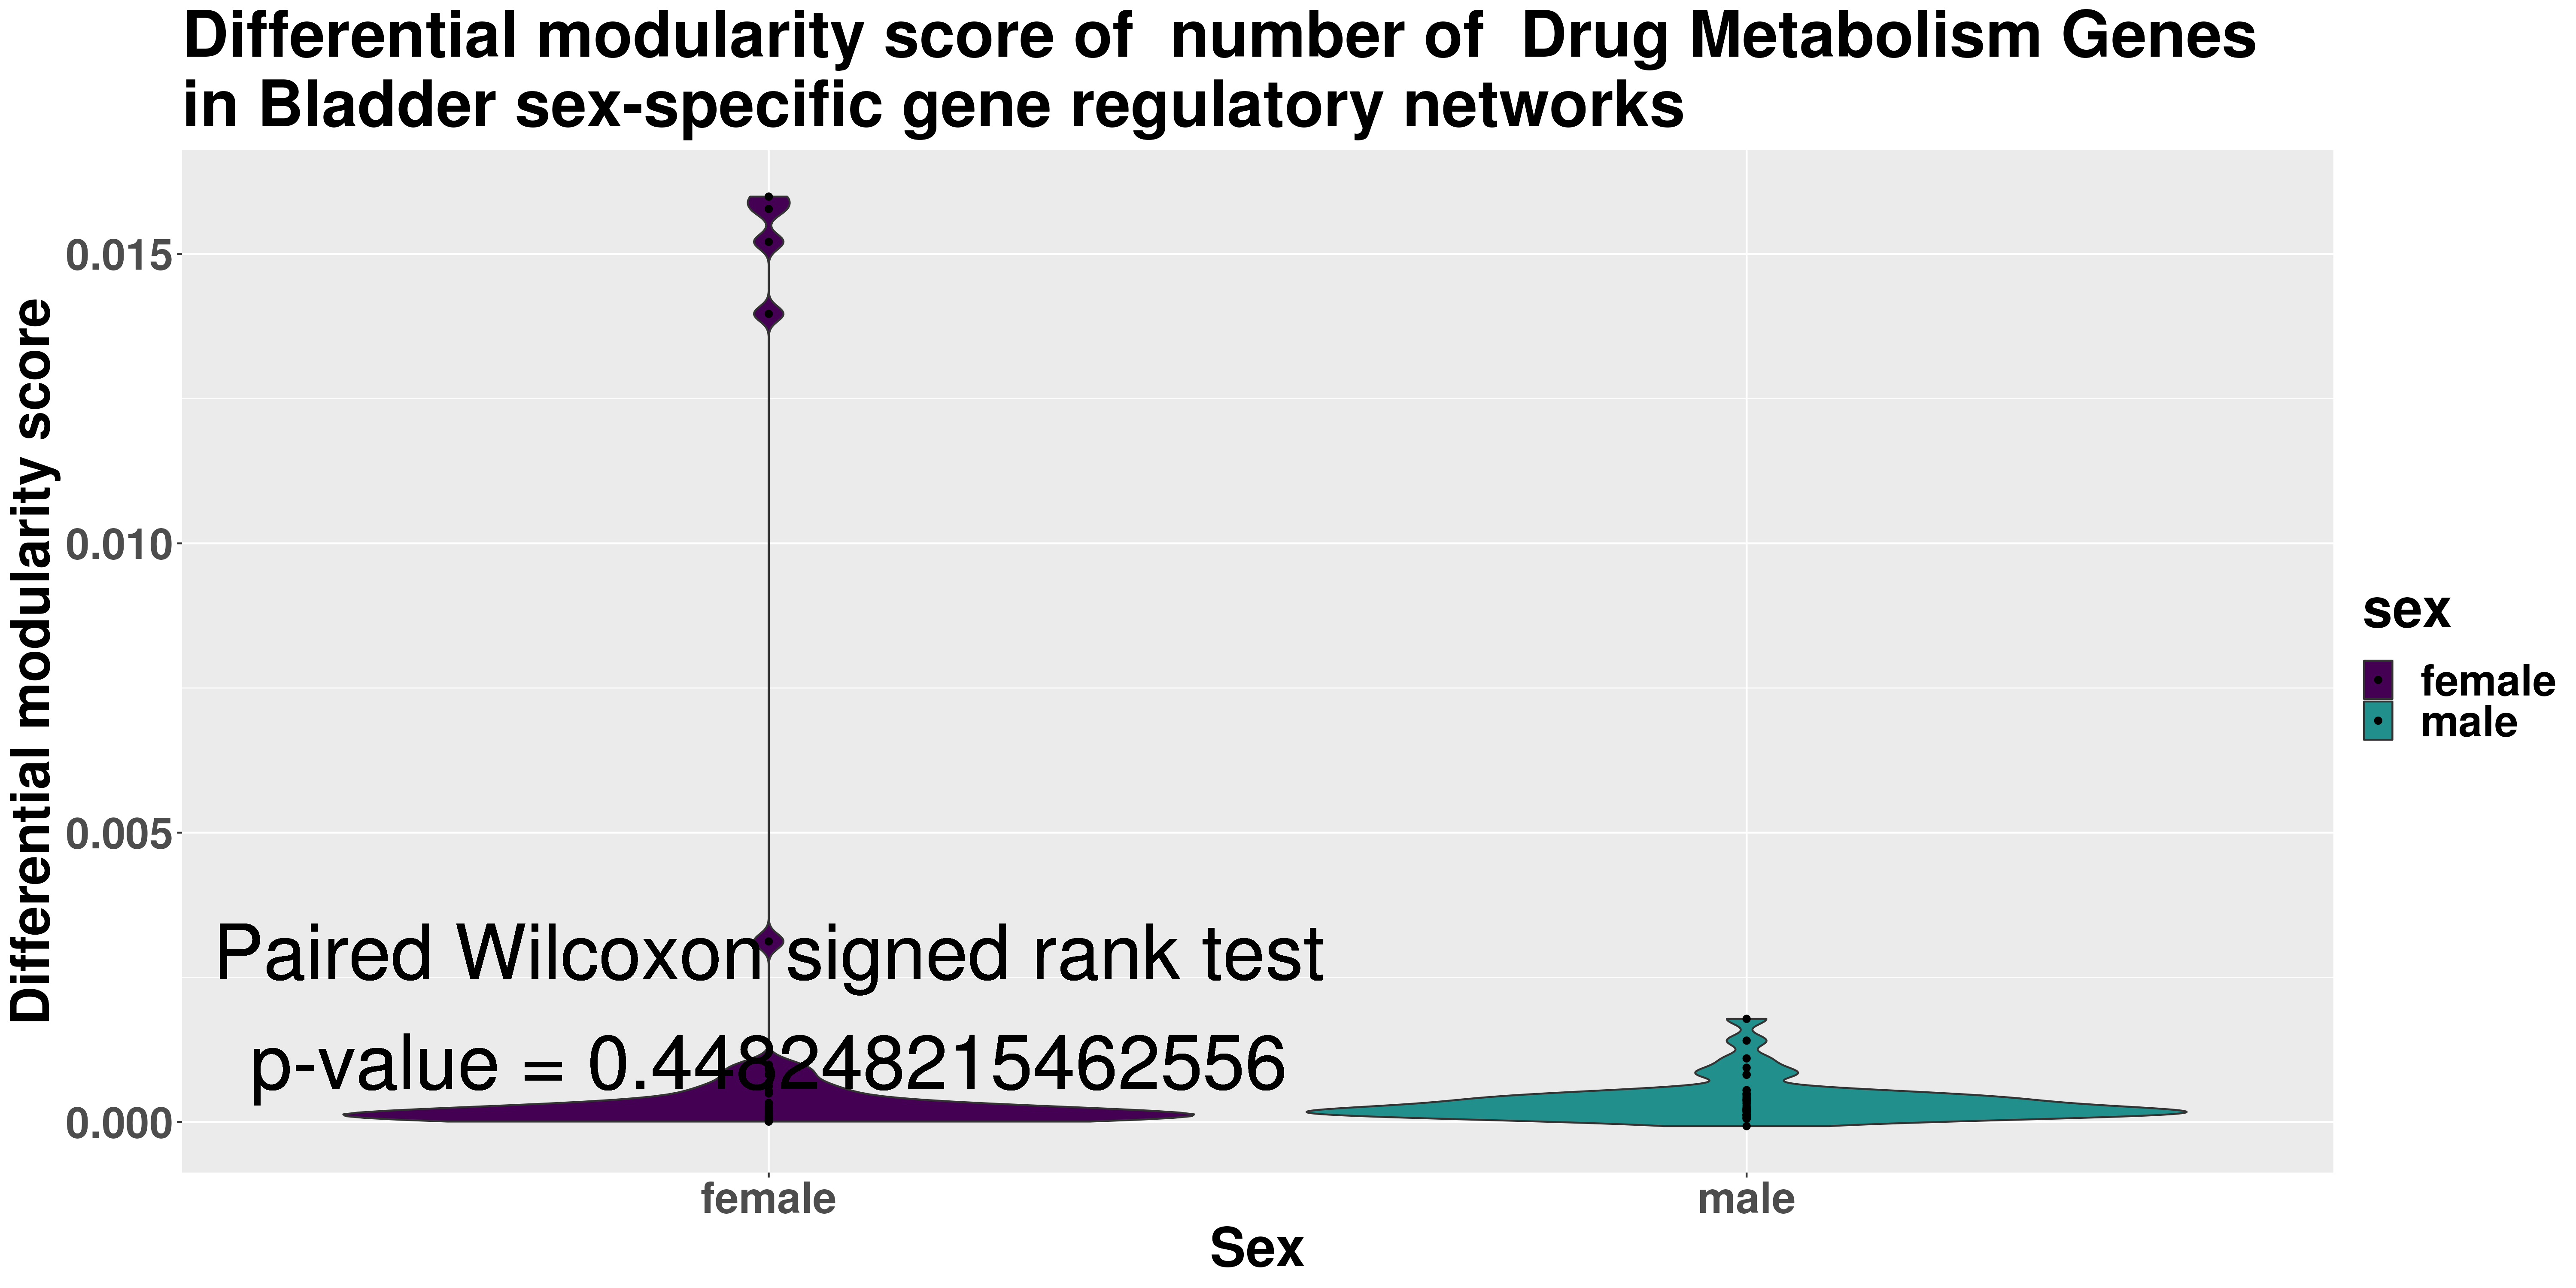 Differential modularity score of  number of  Drug Metabolism Genes
in Bladder sex-specific gene regulatory networks
Differential modularity score
0.015
0.010
0.005
0.000
Paired Wilcoxon signed rank test
p-value = 0.448248215462556
female
male
Sex
sex
female
male